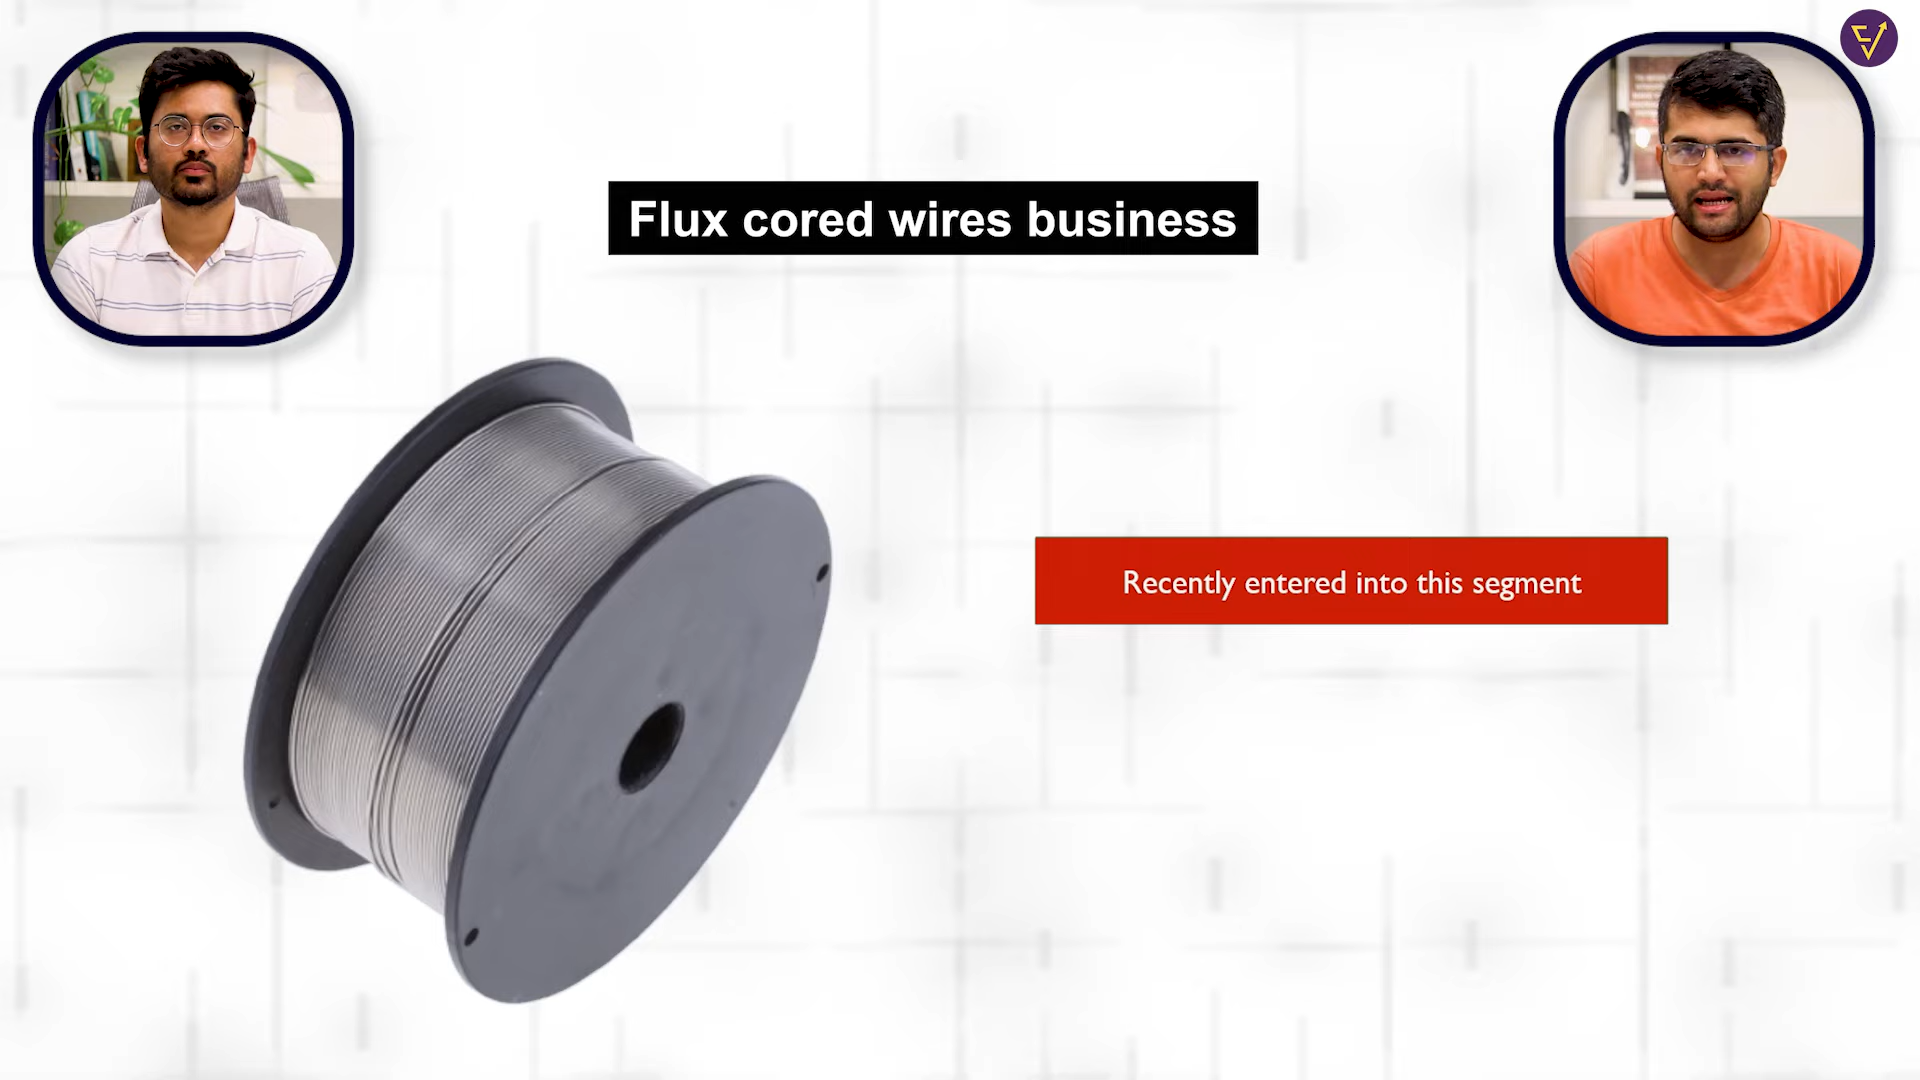 Flux cored wires business
Recently entered into this segment